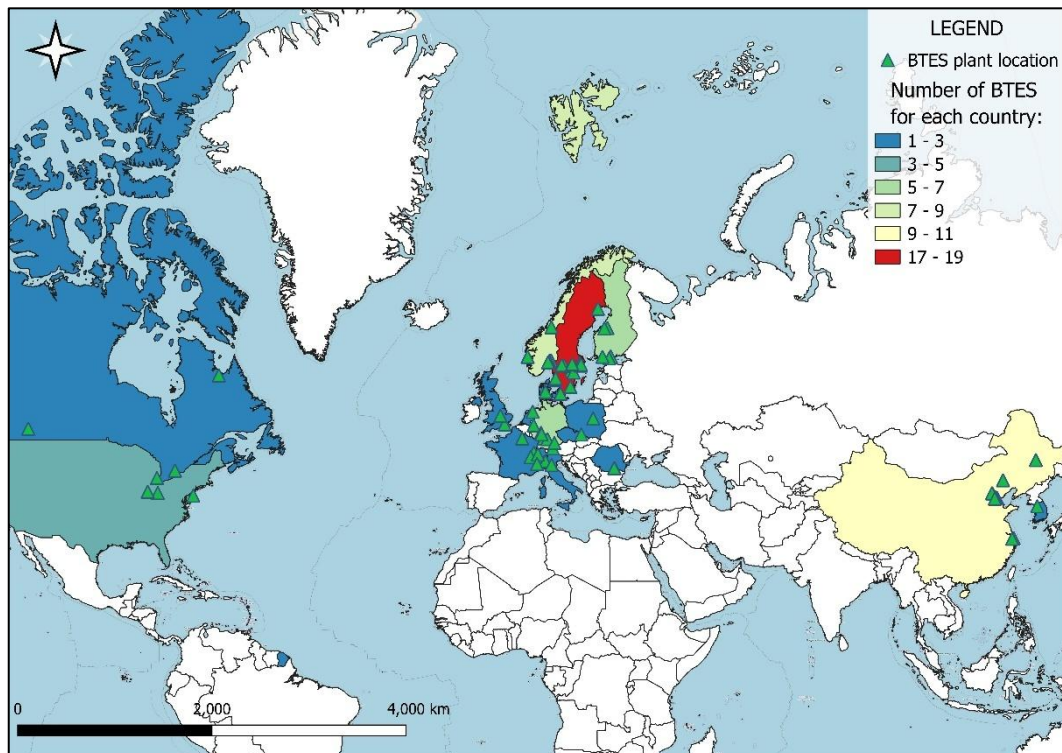 LEGEND
BTES plant location
Number of BTES
for each country:
1 - 3
3 - 5
5 - 7
7 - 9
9 - 11
17 - 19
0 2,000 4,000 km